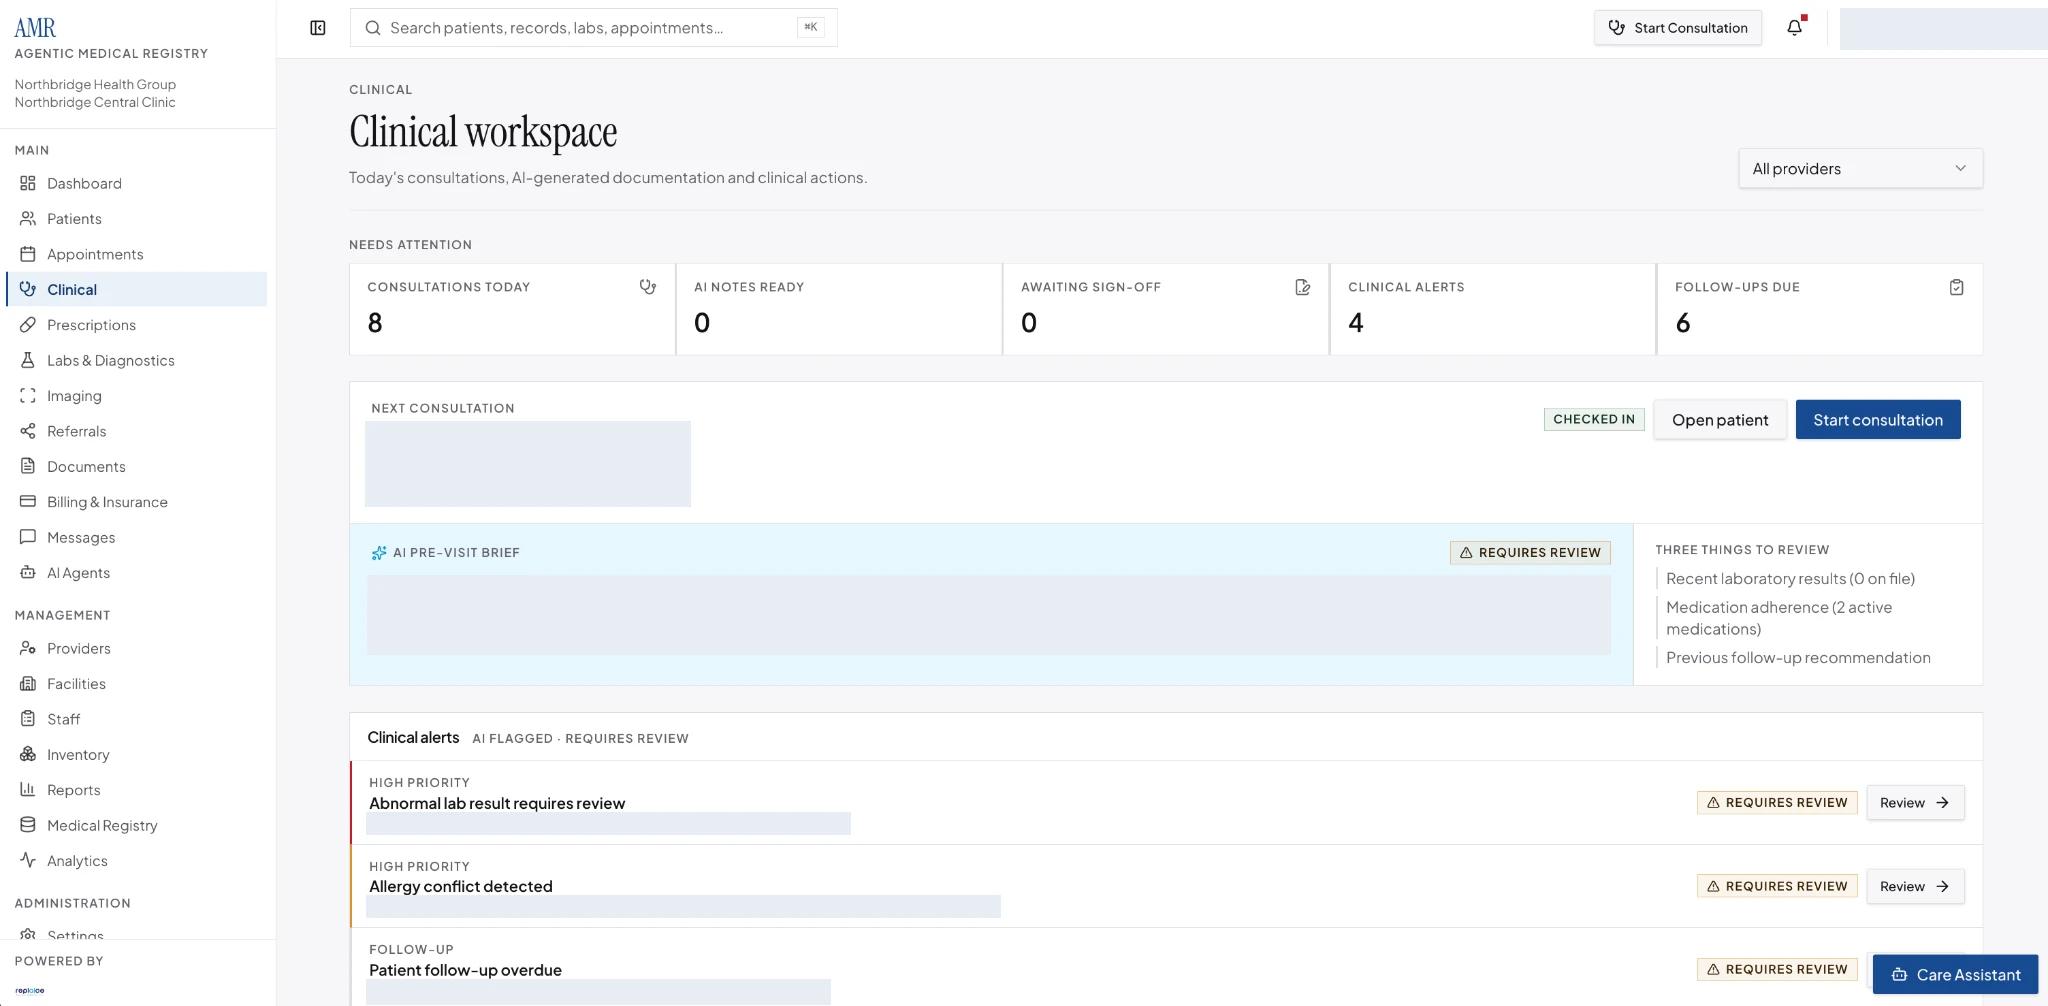 AMR
AGENTIC MEDICAL REGISTRY
Northbridge Health Group
Northbridge Central Clinic
MAIN
Dashboard
Patients
Appointments
Clinical
Prescriptions
Labs & Diagnostics
Imaging
Referrals
Documents
Billing & Insurance
Messages
AI Agents
MANAGEMENT
Providers
Facilities
Staff
Inventory
Reports
Medical Registry
Analytics
ADMINISTRATION
Settings
POWERED BY
Search patients, records, labs, appointments...
⌘K
Start Consultation
CLINICAL
Clinical workspace
Today's consultations, AI-generated documentation and clinical actions.
All providers
NEEDS ATTENTION
CONSULTATIONS TODAY
8
AI NOTES READY
0
AWAITING SIGN-OFF
0
CLINICAL ALERTS
4
FOLLOW-UPS DUE
6
NEXT CONSULTATION
CHECKED IN
Open patient
Start consultation
AI PRE-VISIT BRIEF
REQUIRES REVIEW
THREE THINGS TO REVIEW
Recent laboratory results (0 on file)
Medication adherence (2 active
medications)
Previous follow-up recommendation
Clinical alerts AI FLAGGED · REQUIRES REVIEW
HIGH PRIORITY
Abnormal lab result requires review
REQUIRES REVIEW
Review
HIGH PRIORITY
Allergy conflict detected
REQUIRES REVIEW
Review
FOLLOW-UP
Patient follow-up overdue
REQUIRES REVIEW
Care Assistant